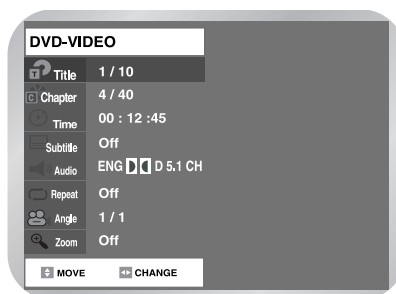 DVD-VIDEO
Title 1 / 10
Chapter 4 / 40
Time 00 : 12 :45
Subtitle Off
Audio ENG D 5.1 CH
Repeat Off
Angle 1 / 1
Zoom Off
MOVE CHANGE